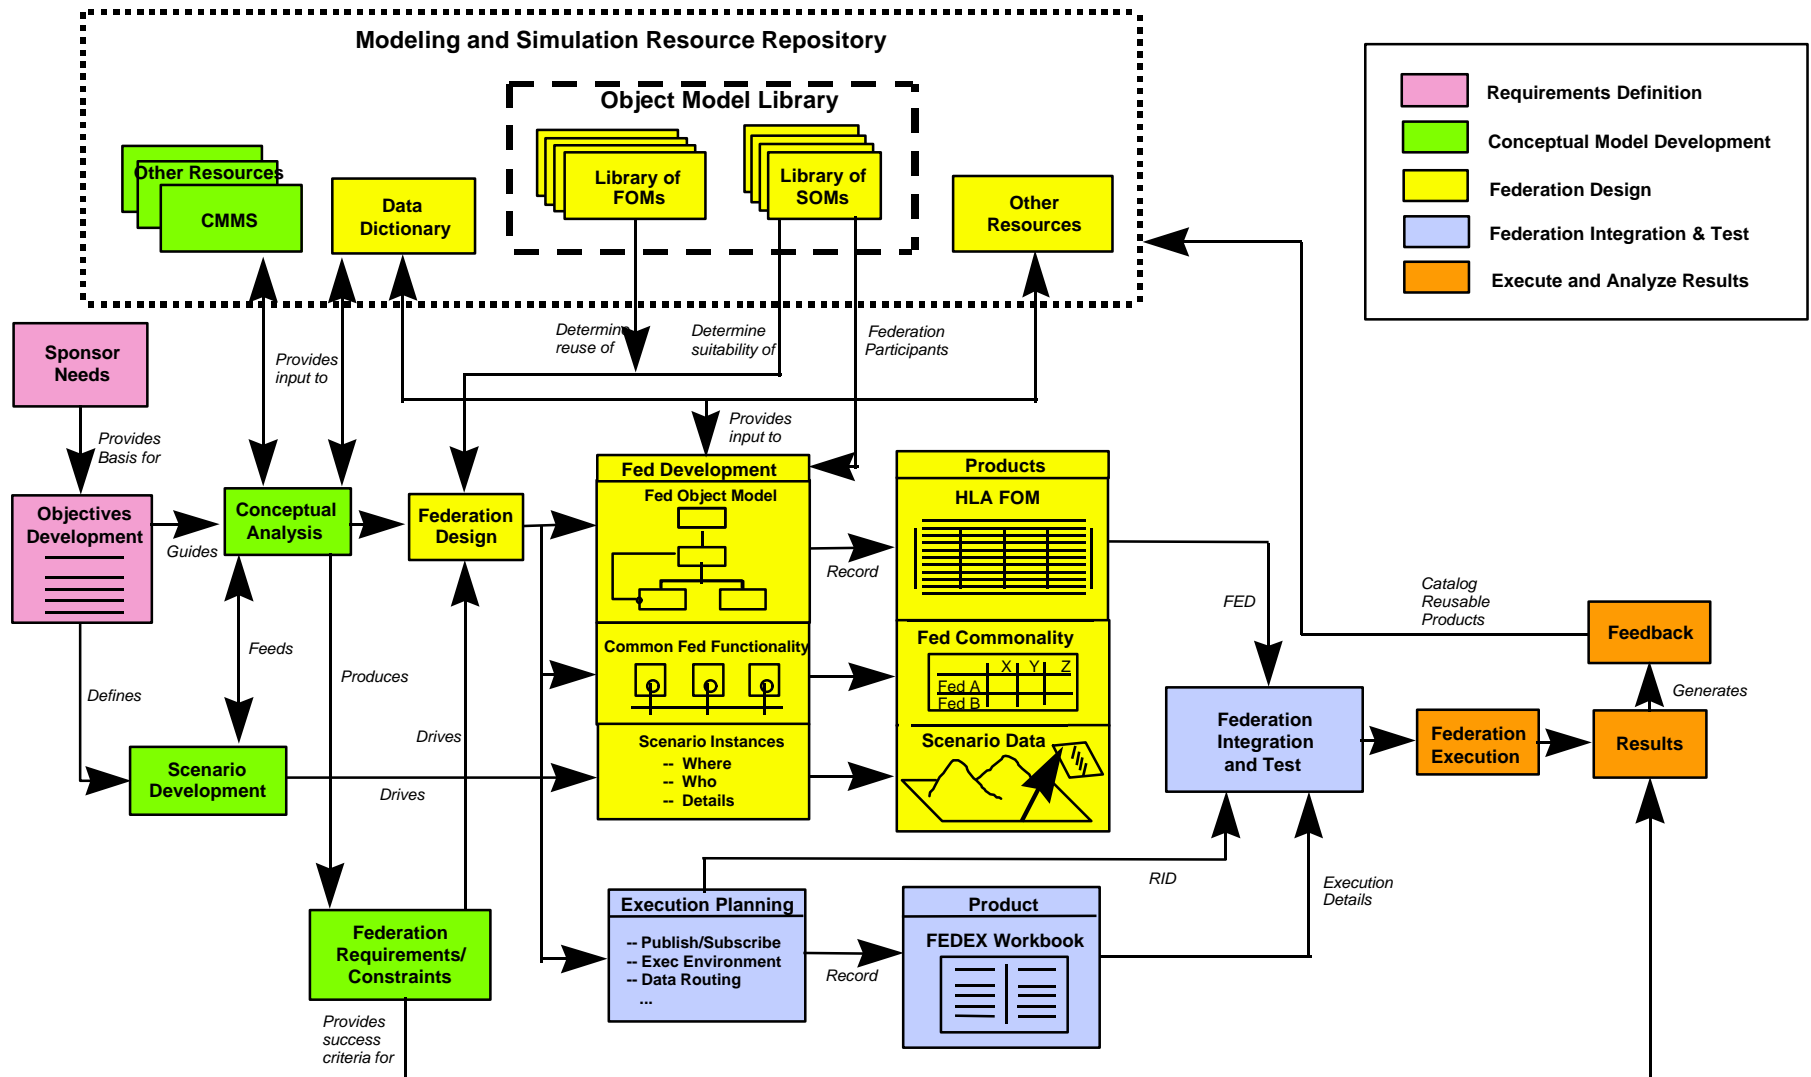 Modeling and Simulation Resource Repository
Object Model Library
Other Resources
CMMS
Data
Dictionary
Library of
FOMs
Library of
SOMs
Other
Resources
Requirements Definition
Conceptual Model Development
Federation Design
Federation Integration & Test
Execute and Analyze Results
Sponsor
Needs
Provides
input to
Determine
reuse of
Determine
suitability of
Federation
Participants
Provides
Basis for
Provides
input to
Objectives
Development
Guides
Conceptual
Analysis
Federation
Design
Fed Development
Fed Object Model
Record
Products
HLA FOM
FED
Catalog
Reusable
Products
Feedback
Generates
Feeds
Defines
Produces
Drives
Common Fed Functionality
Fed Commonality
X Y Z
Fed A
Fed B
Scenario
Development
Drives
Scenario Instances
-- Where
-- Who
-- Details
Scenario Data
Federation
Integration
and Test
Federation
Execution
Results
RID
Execution
Details
Federation
Requirements/
Constraints
Execution Planning
-- Publish/Subscribe
-- Exec Environment
-- Data Routing
...
Record
Product
FEDEX Workbook
Provides
success
criteria for